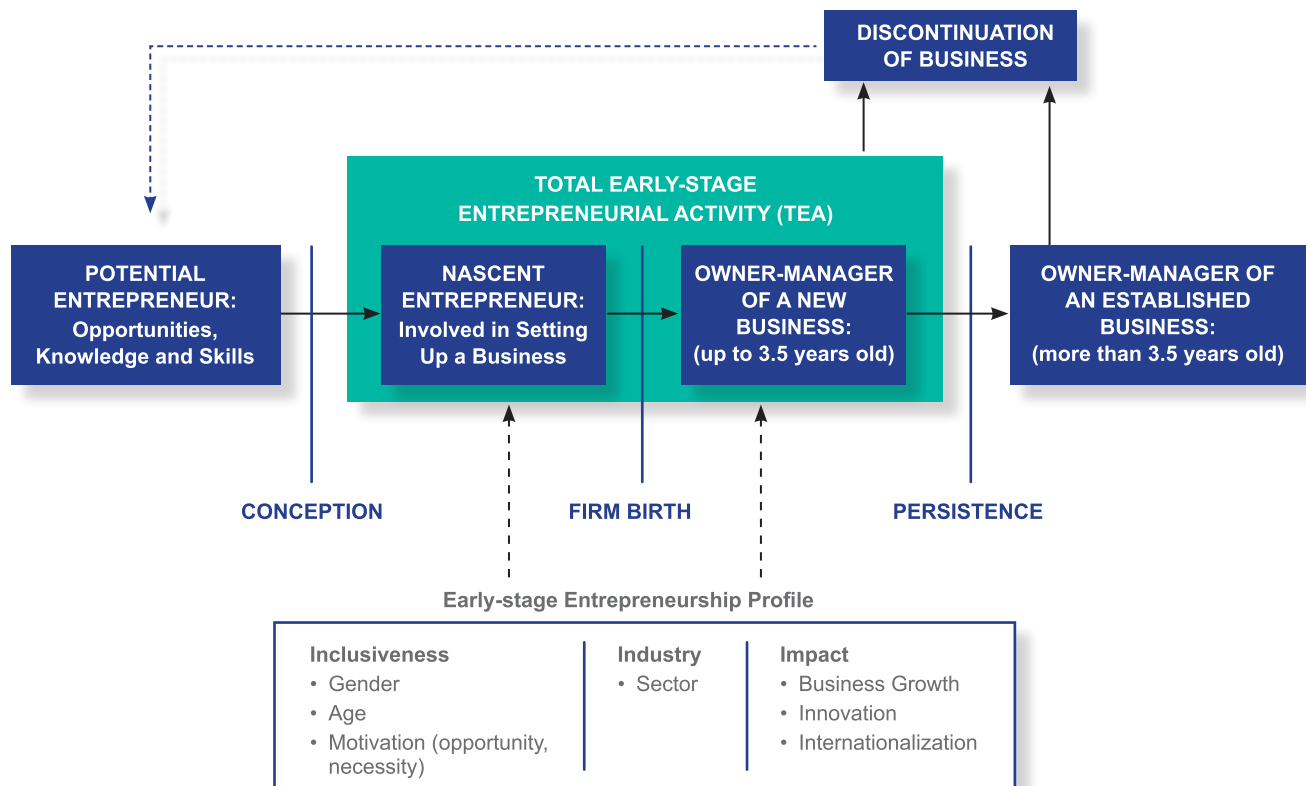 DISCONTINUATION
OF BUSINESS
TOTAL EARLY-STAGE
ENTREPRENEURIAL ACTIVITY (TEA)
POTENTIAL
ENTREPRENEUR:
Opportunities,
Knowledge and Skills
NASCENT
ENTREPRENEUR:
Involved in Setting
Up a Business
OWNER-MANAGER
OF A NEW
BUSINESS:
(up to 3.5 years old)
OWNER-MANAGER OF
AN ESTABLISHED
BUSINESS:
(more than 3.5 years old)
CONCEPTION
FIRM BIRTH
PERSISTENCE
Early-stage Entrepreneurship Profile
Inclusiveness
• Gender
• Age
• Motivation (opportunity,
necessity)
Industry
• Sector
Impact
• Business Growth
• Innovation
• Internationalization